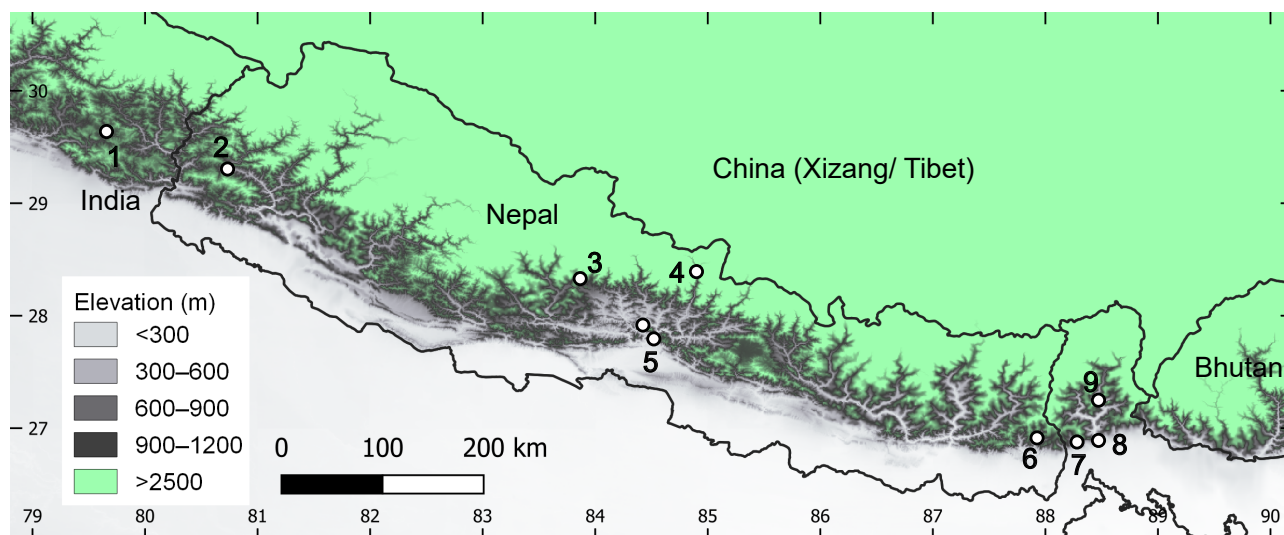 30
29
28
27
China (Xizang/ Tibet)
India
Nepal
Bhutan
1
2
3
4
5
6
7
8
9
Elevation (m)
<300
300–600
600–900
900–1200
>2500
0 100 200 km
79 80 81 82 83 84 85 86 87 88 89 90